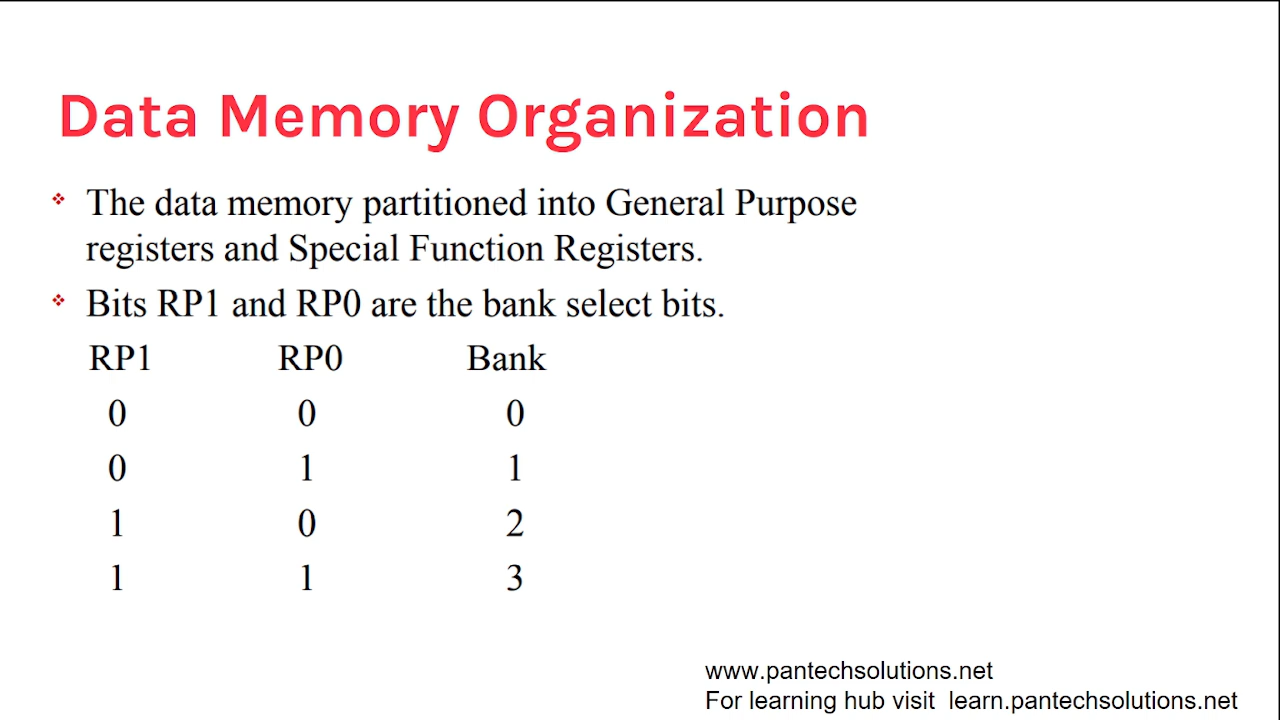 Data Memory Organization
❖ The data memory partitioned into General Purpose
registers and Special Function Registers.
❖ Bits RP1 and RP0 are the bank select bits.
RP1 RP0 Bank
0 0 0
0 1 1
1 0 2
1 1 3
www.pantechsolutions.net
For learning hub visit learn.pantechsolutions.net